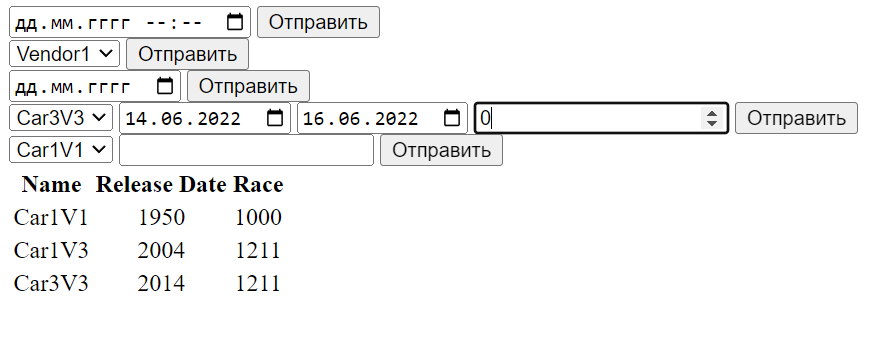 дд.мм.гггг --:-- Отправить
Vendor1 Отправить
дд.мм.гггг Отправить
Car3V3 14.06.2022 16.06.2022 0 Отправить
Car1V1 Отправить
Name Release Date Race
Car1V1 1950 1000
Car1V3 2004 1211
Car3V3 2014 1211